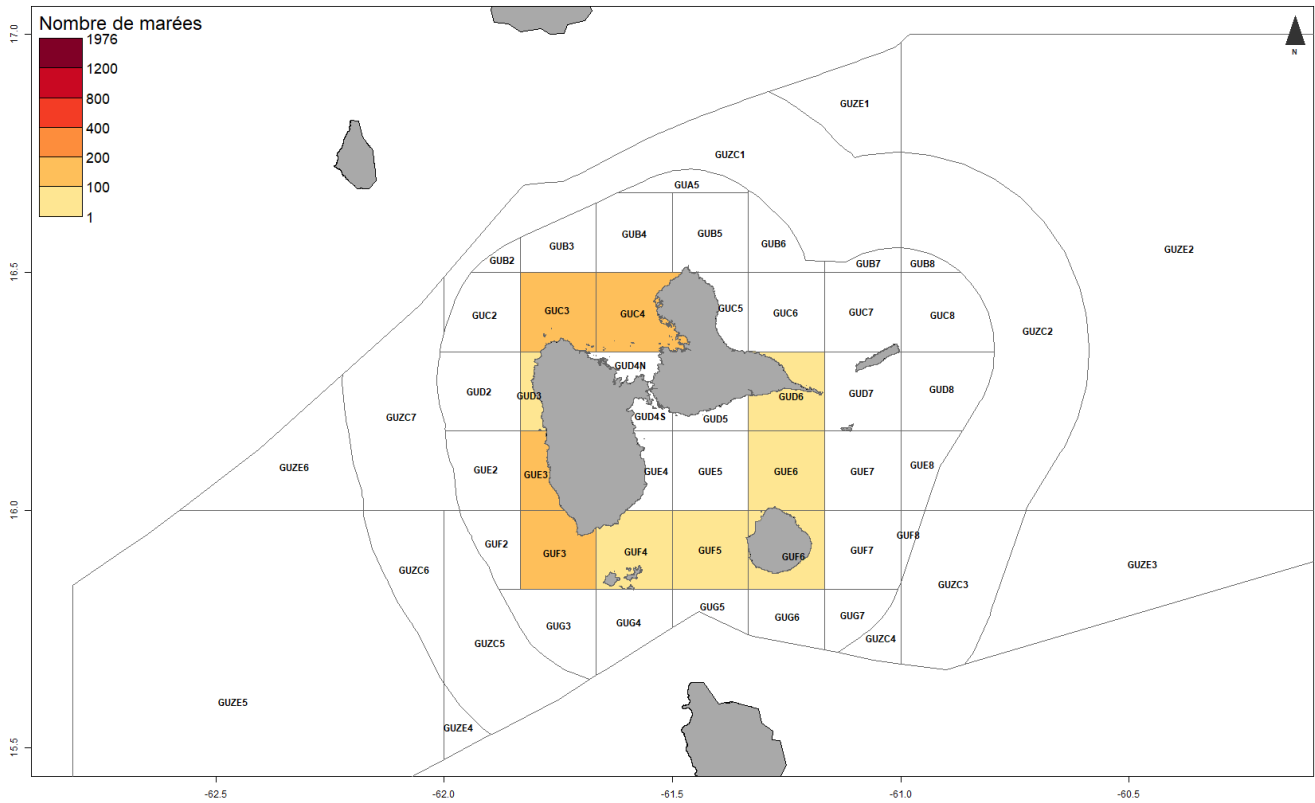 Nombre de marées
1976
1200
800
400
200
100
1
N
17.0
16.5
16.0
15.5
-62.5
-62.0
-61.5
-61.0
-60.5
GUZE1
GUZC1
GUA5
GUB2
GUB3
GUB4
GUB5
GUB6
GUB7
GUB8
GUZE2
GUC2
GUC3
GUC4
GUC5
GUC6
GUC7
GUC8
GUZC2
GUD2
GUD3
GUD4N
GUD4S
GUD5
GUD6
GUD7
GUD8
GUZC7
GUZE6
GUE2
GUE3
GUE4
GUE5
GUE6
GUE7
GUE8
GUF2
GUF3
GUF4
GUF5
GUF6
GUF7
GUF8
GUZC6
GUZC3
GUZE3
GUG3
GUG4
GUG5
GUG6
GUG7
GUZC4
GUZC5
GUZE5
GUZE4